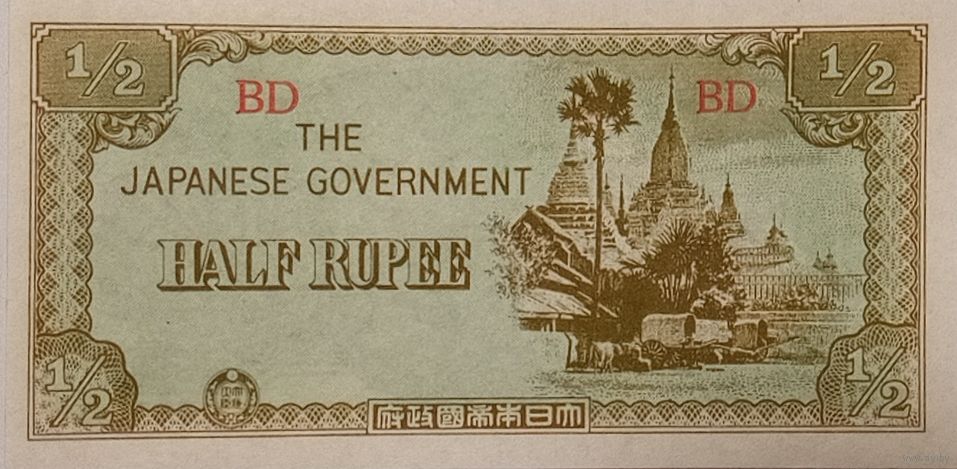 1/2 1/2
BD BD
THE
JAPANESE GOVERNMENT
HALF RUPEE
1/2 1/2
府政國帝本日大